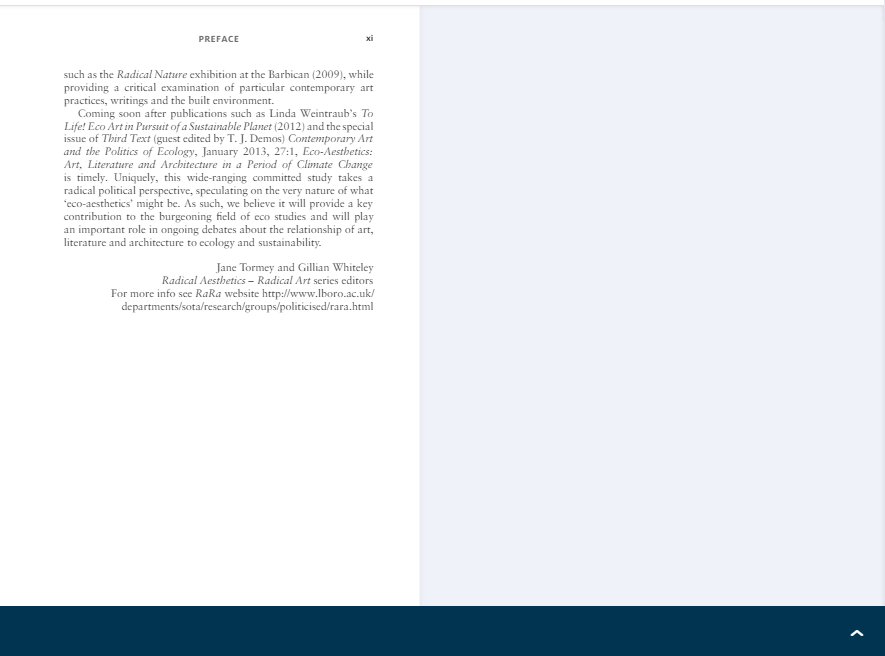 PREFACE
xi
such as the Radical Nature exhibition at the Barbican (2009), while
providing a critical examination of particular contemporary art
practices, writings and the built environment.
Coming soon after publications such as Linda Weintraub's To
Life! Eco Art in Pursuit of a Sustainable Planet (2012) and the special
issue of Third Text (guest edited by T. J. Demos) Contemporary Art
and the Politics of Ecology, January 2013, 27:1, Eco-Aesthetics:
Art, Literature and Architecture in a Period of Climate Change
is timely. Uniquely, this wide-ranging committed study takes a
radical political perspective, speculating on the very nature of what
‘eco-aesthetics’ might be. As such, we believe it will provide a key
contribution to the burgeoning field of eco studies and will play
an important role in ongoing debates about the relationship of art,
literature and architecture to ecology and sustainability.
Jane Tormey and Gillian Whiteley
Radical Aesthetics – Radical Art series editors
For more info see RaRa website http://www.lboro.ac.uk/
departments/sota/research/groups/politicised/rara.html